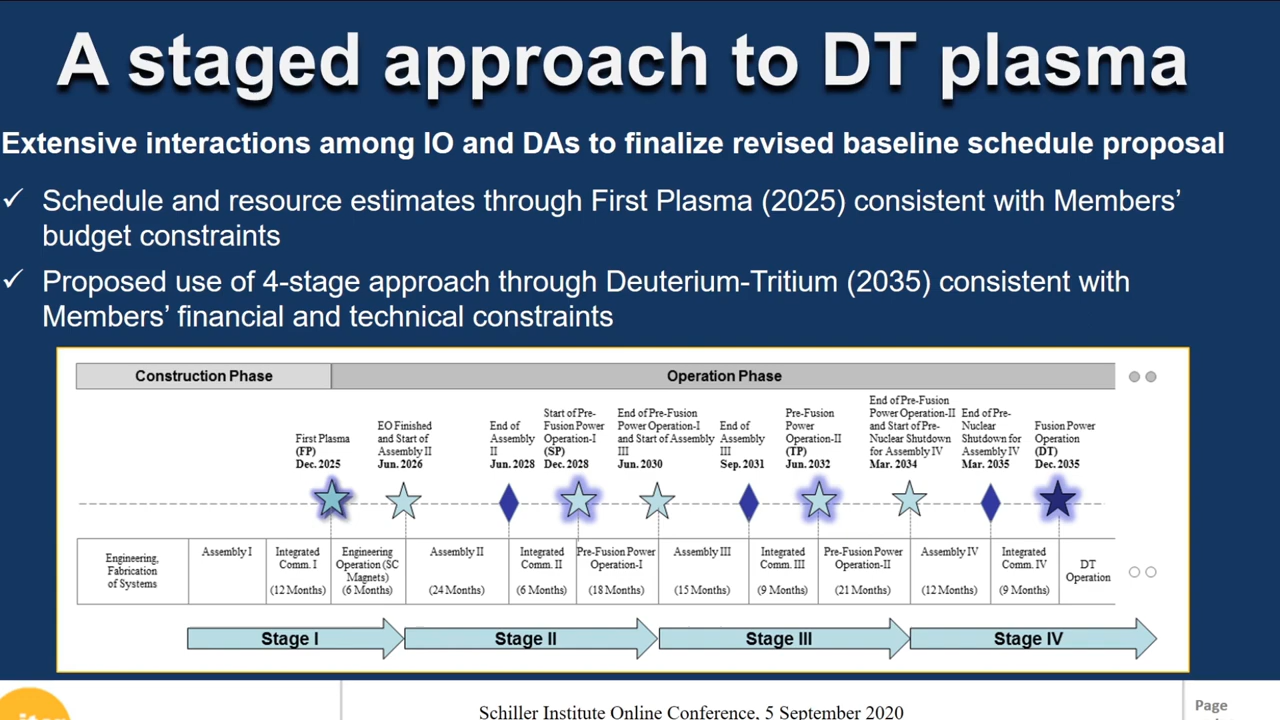 A staged approach to DT plasma
Extensive interactions among IO and DAs to finalize revised baseline schedule proposal
✓ Schedule and resource estimates through First Plasma (2025) consistent with Members’
budget constraints
✓ Proposed use of 4-stage approach through Deuterium-Tritium (2035) consistent with
Members’ financial and technical constraints
Construction Phase
Operation Phase
First Plasma
(FP)
Dec. 2025
EO Finished
and Start of
Assembly II
Jun. 2026
End of
Assembly
II
Jun. 2028
Start of Pre-
Fusion Power
Operation-I
(SP)
Dec. 2028
End of Pre-Fusion
Power Operation-I
and Start of Assembly
III
Jun. 2030
End of
Assembly
III
Sep. 2031
Pre-Fusion
Power
Operation-II
(TP)
Jun. 2032
End of Pre-Fusion
Power Operation-II
and Start of Pre-
Nuclear Shutdown
for Assembly IV
Mar. 2034
End of Pre-
Nuclear
Shutdown for
Assembly IV
Mar. 2035
Fusion Power
Operation
(DT)
Dec. 2035
Engineering,
Fabrication
of Systems
Assembly I
Integrated
Comm. I
(12 Months)
Engineering
Operation (SC
Magnets)
(6 Months)
Assembly II
(24 Months)
Integrated
Comm. II
(6 Months)
Pre-Fusion Power
Operation-I
(18 Months)
Assembly III
(15 Months)
Integrated
Comm. III
(9 Months)
Pre-Fusion Power
Operation-II
(21 Months)
Assembly IV
(12 Months)
Integrated
Comm. IV
(9 Months)
DT
Operation
Stage I
Stage II
Stage III
Stage IV
Schiller Institute Online Conference, 5 September 2020
Page